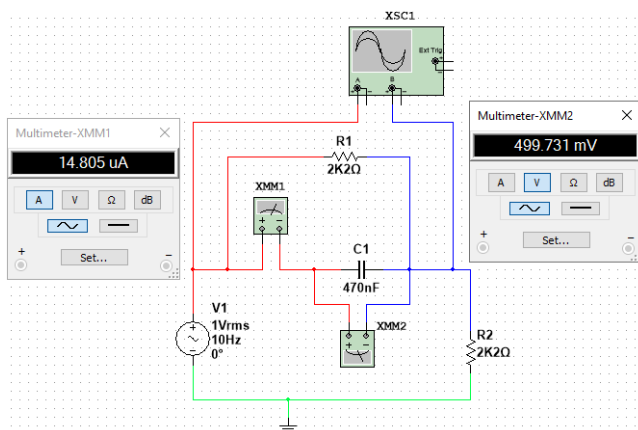 XSC1
Ext Trig
+
−
A
B
+ − + −
Multimeter-XMM1 ×
14.805 uA
A V Ω dB
+ Set... −
Multimeter-XMM2 ×
499.731 mV
A V Ω dB
+ Set... −
R1
2K2Ω
XMM1
+ −
C1
470nF
XMM2
+ −
V1
+
−
1Vrms
10Hz
0°
R2
2K2Ω